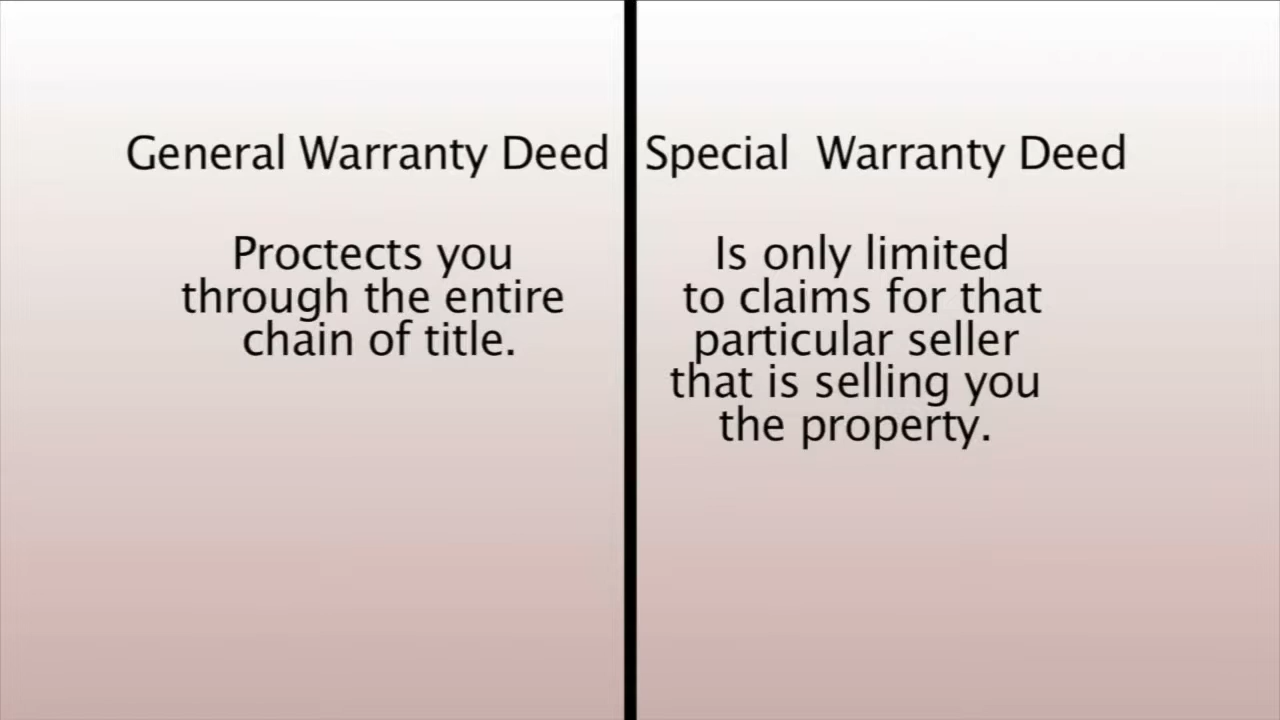 General Warranty Deed
Proctects you
through the entire
chain of title.
Special  Warranty Deed
Is only limited
to claims for that
particular seller
that is selling you
the property.